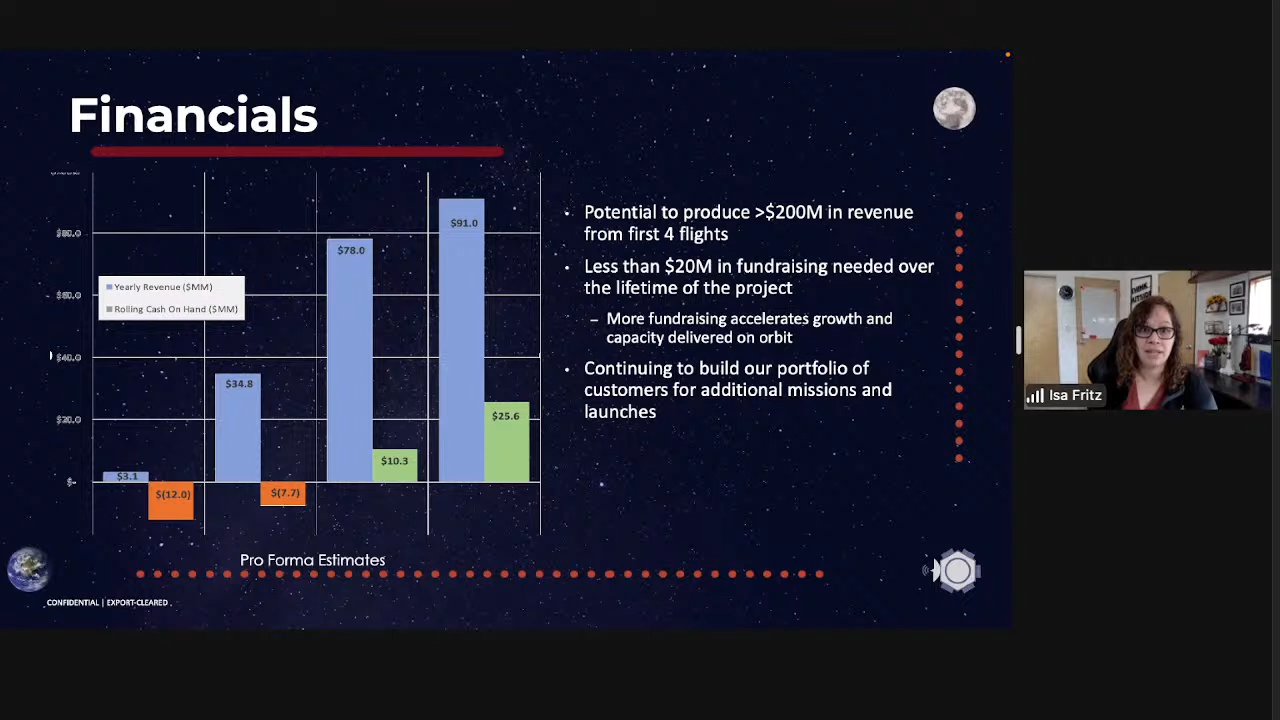 Financials
$80.0
$60.0
$40.0
$20.0
$-
Yearly Revenue ($MM)
Rolling Cash On Hand ($MM)
$3.1
$(12.0)
$34.8
$(7.7)
$78.0
$10.3
$91.0
$25.6
Pro Forma Estimates
• Potential to produce >$200M in revenue
from first 4 flights
• Less than $20M in fundraising needed over
the lifetime of the project
– More fundraising accelerates growth and
capacity delivered on orbit
• Continuing to build our portfolio of
customers for additional missions and
launches
CONFIDENTIAL | EXPORT-CLEARED
Isa Fritz